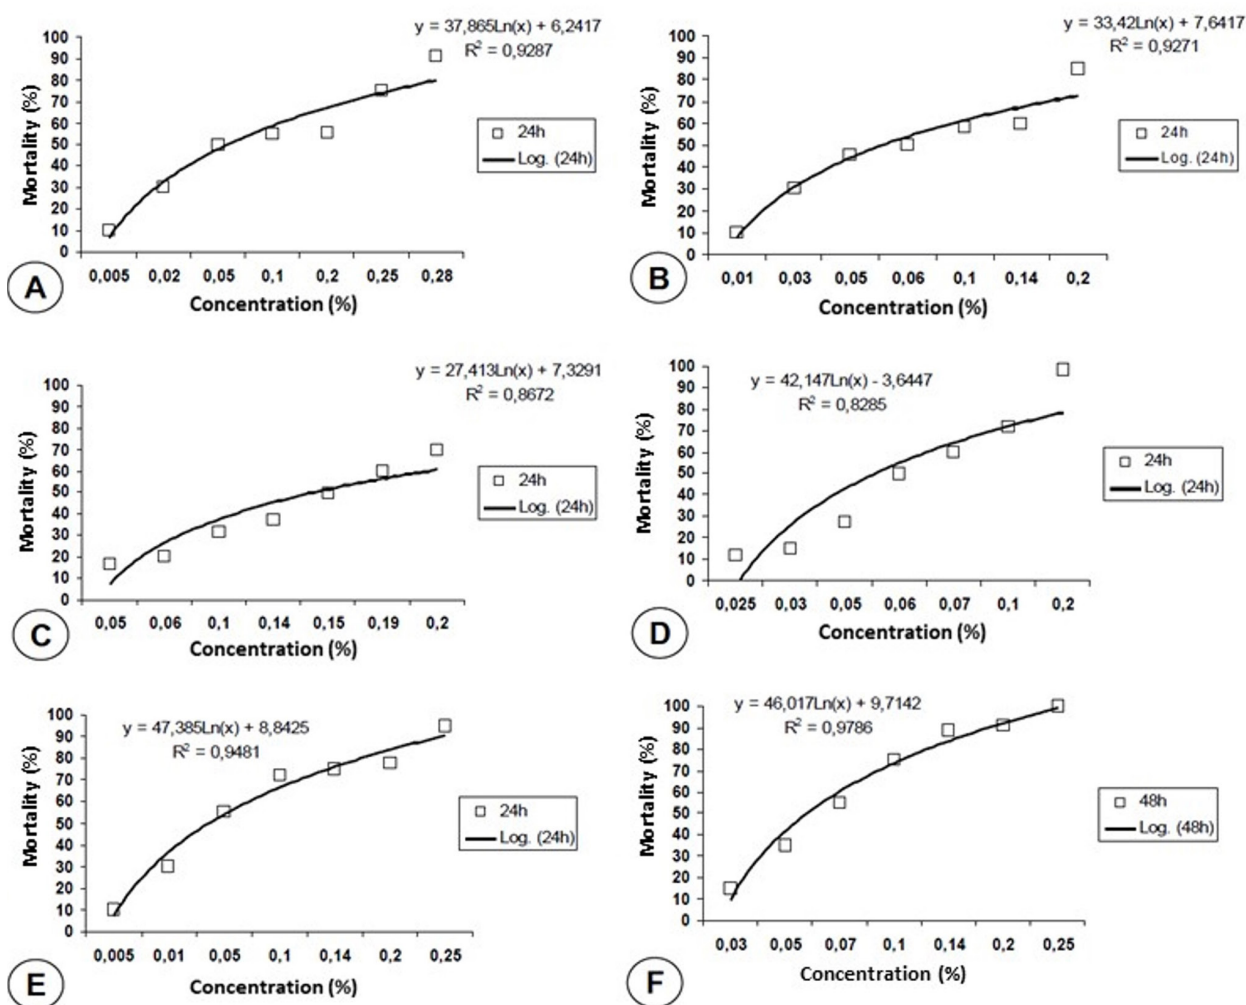 y = 37,865Ln(x) + 6,2417
R² = 0,9287
Mortality (%)
100
90
80
70
60
50
40
30
20
10
0
24h
Log. (24h)
0,005 0,02 0,05 0,1 0,2 0,25 0,28
Concentration (%)
A
y = 33,42Ln(x) + 7,6417
R² = 0,9271
Mortality (%)
100
90
80
70
60
50
40
30
20
10
0
24h
Log. (24h)
0,01 0,03 0,05 0,06 0,1 0,14 0,2
Concentration (%)
B
y = 27,413Ln(x) + 7,3291
R² = 0,8672
Mortality (%)
100
90
80
70
60
50
40
30
20
10
0
24h
Log. (24h)
0,05 0,06 0,1 0,14 0,15 0,19 0,2
Concentration (%)
C
y = 42,147Ln(x) - 3,6447
R² = 0,8285
Mortality (%)
100
90
80
70
60
50
40
30
20
10
0
24h
Log. (24h)
0,025 0,03 0,05 0,06 0,07 0,1 0,2
Concentration (%)
D
y = 47,385Ln(x) + 8,8425
R² = 0,9481
Mortality (%)
100
90
80
70
60
50
40
30
20
10
0
24h
Log. (24h)
0,005 0,01 0,05 0,1 0,14 0,2 0,25
Concentration (%)
E
y = 46,017Ln(x) + 9,7142
R² = 0,9786
Mortality (%)
100
90
80
70
60
50
40
30
20
10
0
48h
Log. (48h)
0,03 0,05 0,07 0,1 0,14 0,2 0,25
Concentration (%)
F